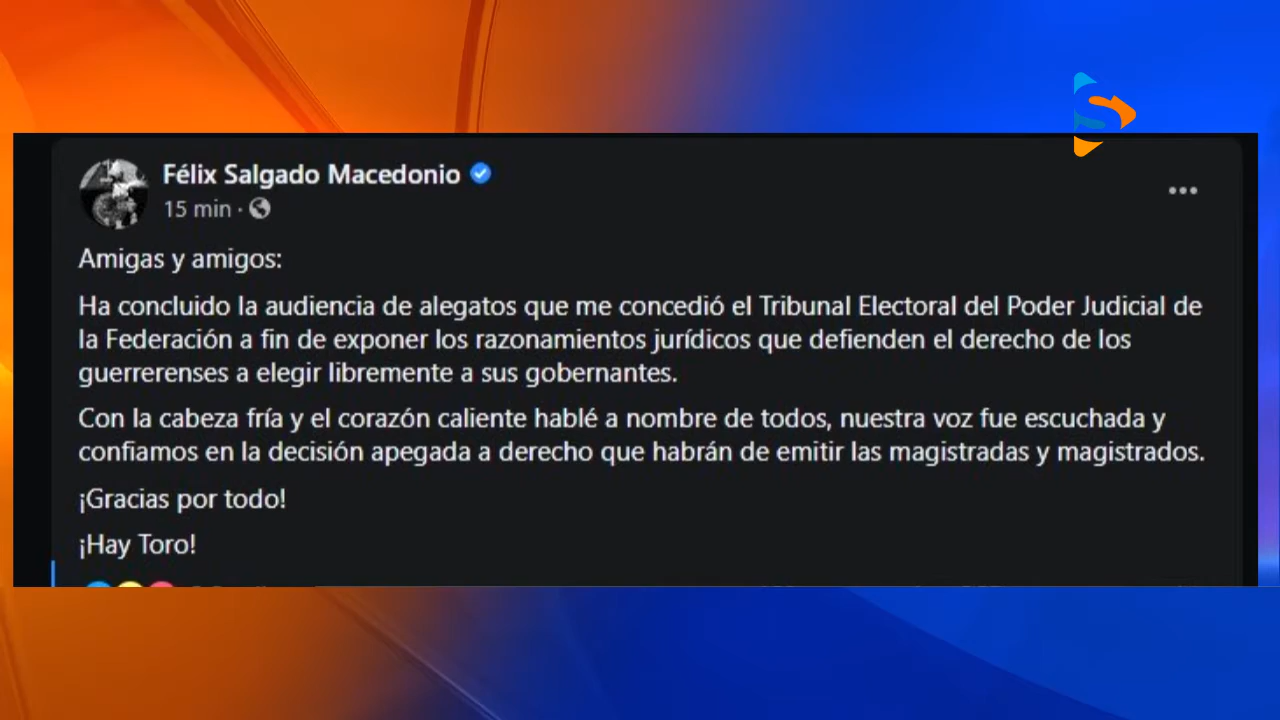 Félix Salgado Macedonio
15 min ·
Amigas y amigos:
Ha concluido la audiencia de alegatos que me concedió el Tribunal Electoral del Poder Judicial de
la Federación a fin de exponer los razonamientos jurídicos que defienden el derecho de los
guerrerenses a elegir libremente a sus gobernantes.
Con la cabeza fría y el corazón caliente hablé a nombre de todos, nuestra voz fue escuchada y
confiamos en la decisión apegada a derecho que habrán de emitir las magistradas y magistrados.
¡Gracias por todo!
¡Hay Toro!